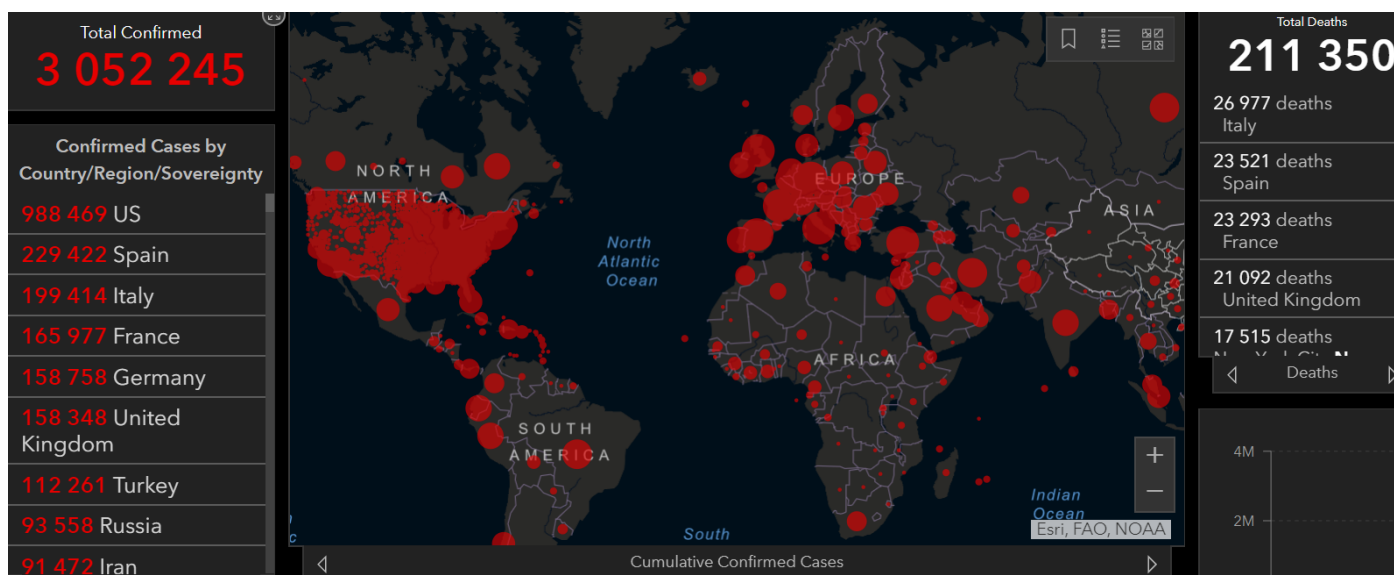 Total Confirmed
3 052 245
Confirmed Cases by
Country/Region/Sovereignty
988 469 US
229 422 Spain
199 414 Italy
165 977 France
158 758 Germany
158 348 United
Kingdom
112 261 Turkey
93 558 Russia
91 472 Iran
NORTH
AMERICA
North
Atlantic
Ocean
EUROPE
ASIA
AFRICA
SOUTH
AMERICA
Indian
Ocean
South
Esri, FAO, NOAA
Cumulative Confirmed Cases
Total Deaths
211 350
26 977 deaths
Italy
23 521 deaths
Spain
23 293 deaths
France
21 092 deaths
United Kingdom
17 515 deaths
Deaths
4M
2M